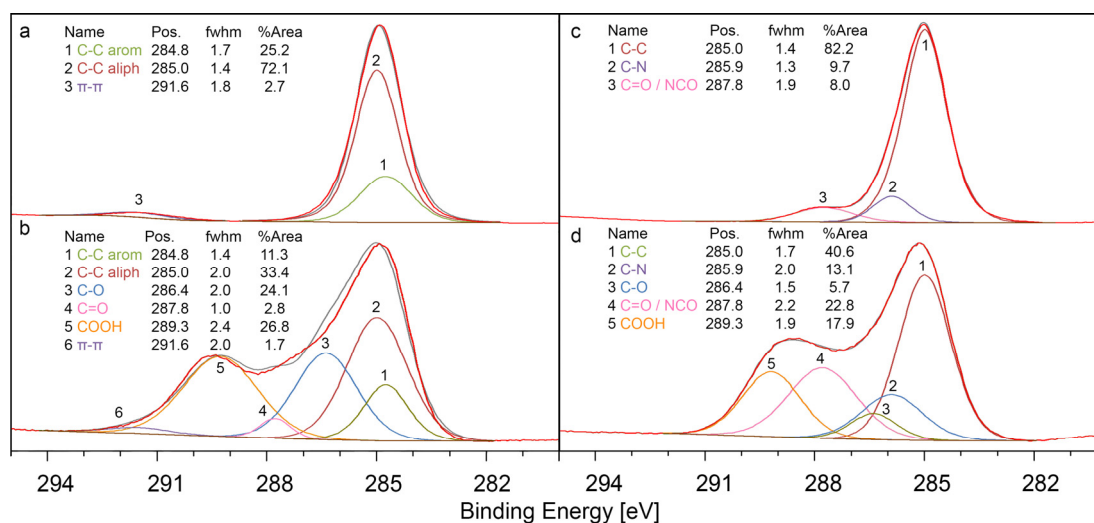 a
Name Pos. fwhm %Area
1 C-C arom 284.8 1.7 25.2
2 C-C aliph 285.0 1.4 72.1
3 π-π 291.6 1.8 2.7
2
1
3
b
Name Pos. fwhm %Area
1 C-C arom 284.8 1.4 11.3
2 C-C aliph 285.0 2.0 33.4
3 C-O 286.4 2.0 24.1
4 C=O 287.8 1.0 2.8
5 COOH 289.3 2.4 26.8
6 π-π 291.6 2.0 1.7
2
3
5
1
4
6
c
Name Pos. fwhm %Area
1 C-C 285.0 1.4 82.2
2 C-N 285.9 1.3 9.7
3 C=O / NCO 287.8 1.9 8.0
1
2
3
d
Name Pos. fwhm %Area
1 C-C 285.0 1.7 40.6
2 C-N 285.9 2.0 13.1
3 C-O 286.4 1.5 5.7
4 C=O / NCO 287.8 2.2 22.8
5 COOH 289.3 1.9 17.9
1
4
5
2
3
294 291 288 285 282 294 291 288 285 282
Binding Energy [eV]